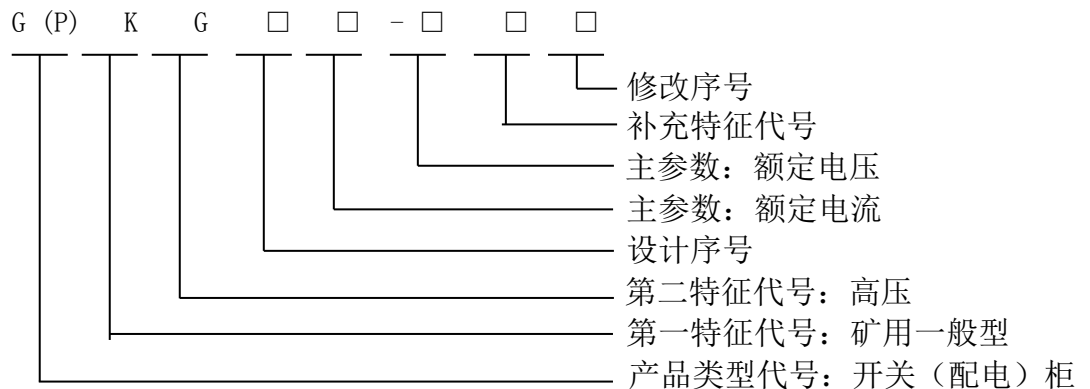 G (P) K G □ □ - □ □ □
修改序号
补充特征代号
主参数：额定电压
主参数：额定电流
设计序号
第二特征代号：高压
第一特征代号：矿用一般型
产品类型代号：开关（配电）柜